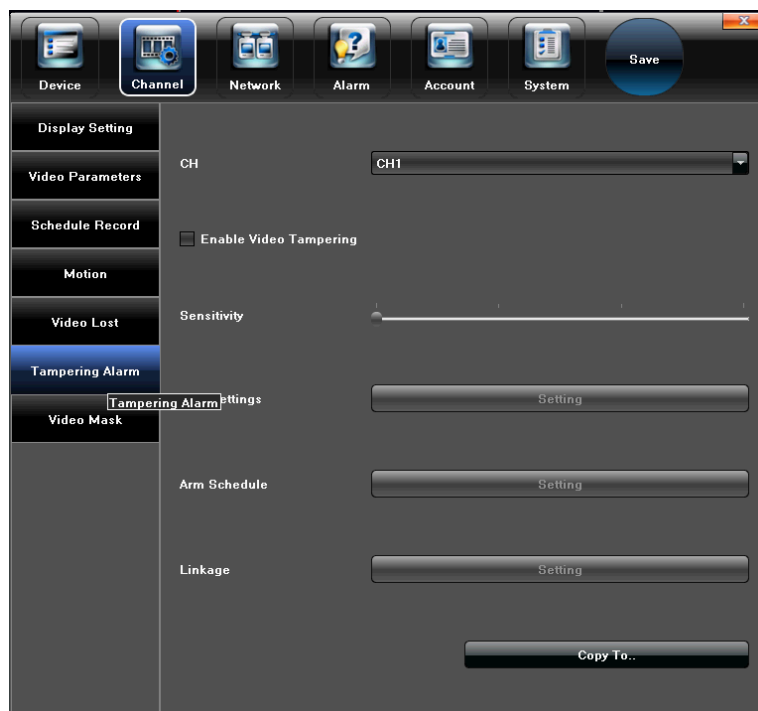 Device
Channel
Network
Alarm
Account
System
Save
X
Display Setting
Video Parameters
Schedule Record
Motion
Video Lost
Tampering Alarm
Tampering Alarm
Video Mask
CH
CH1
Enable Video Tampering
Sensitivity
ettings
Setting
Arm Schedule
Setting
Linkage
Setting
Copy To..